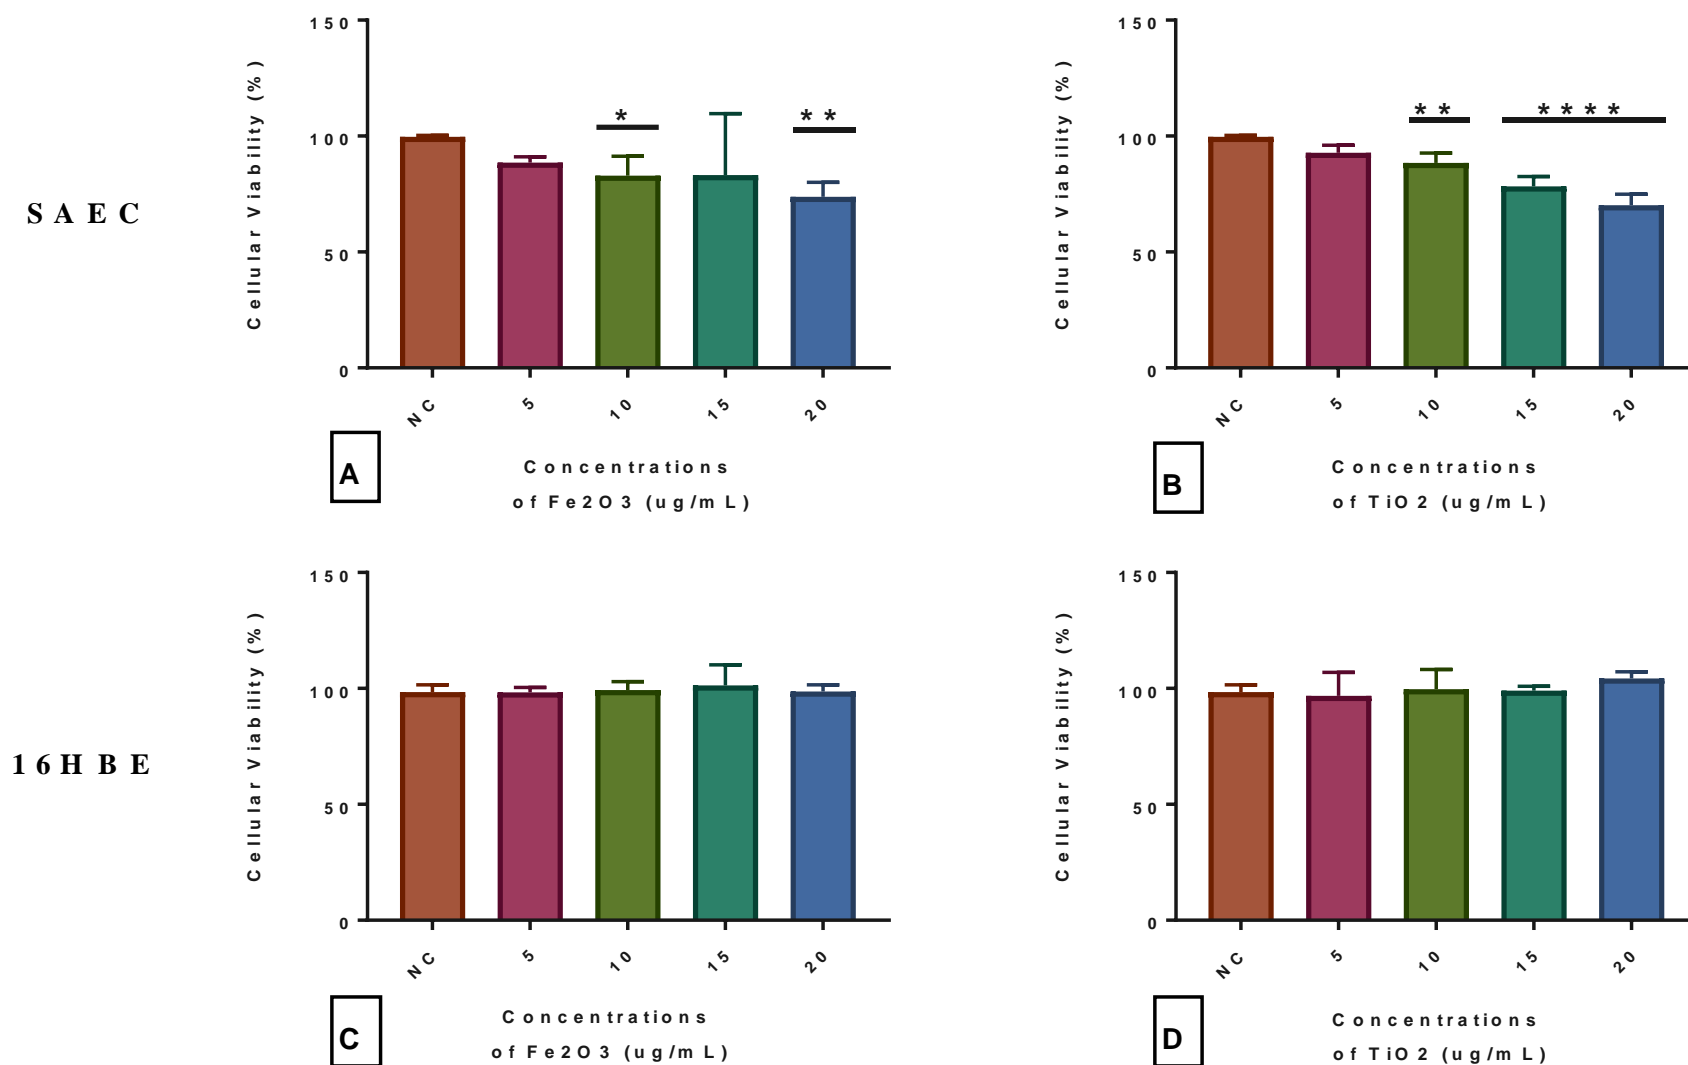 SAEC
Cellular Viability (%)
150
100
50
0
*
**
NC 5 10 15 20
A
Concentrations
of Fe2O3 (ug/mL)
Cellular Viability (%)
150
100
50
0
**
****
NC 5 10 15 20
B
Concentrations
of TiO2 (ug/mL)
16HBE
Cellular Viability (%)
150
100
50
0
NC 5 10 15 20
C
Concentrations
of Fe2O3 (ug/mL)
Cellular Viability (%)
150
100
50
0
NC 5 10 15 20
D
Concentrations
of TiO2 (ug/mL)